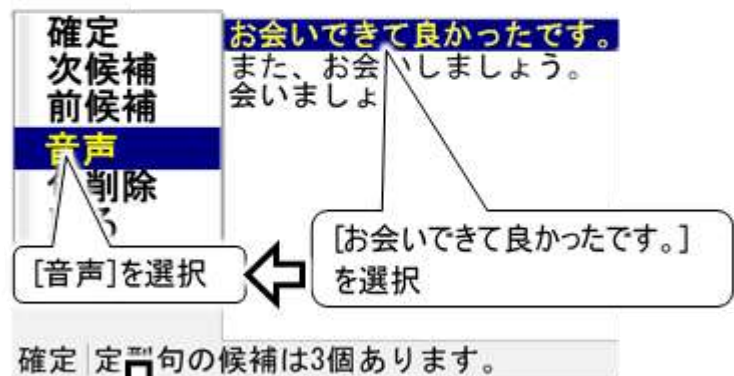 確定
次候補
前候補
音声
削除
お会いできて良かったです。
また、お会いしましょう。
会いましょ
[お会いできて良かったです。]
を選択
[音声]を選択
確定 定型句の候補は3個あります。